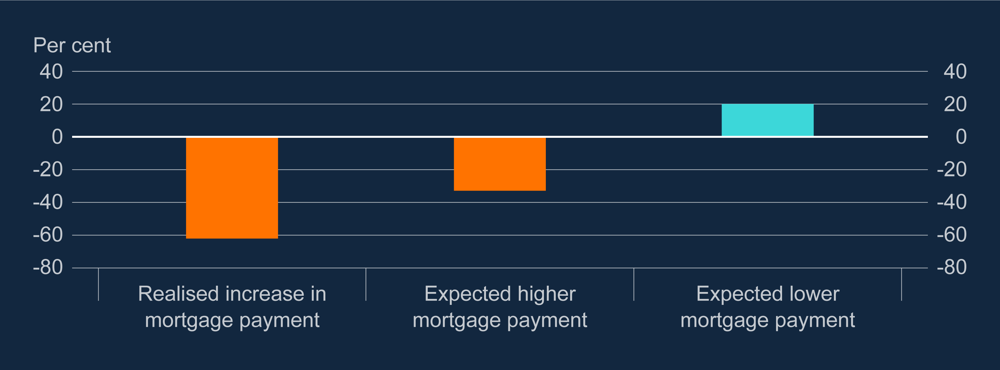 Per cent
40 40
20 20
0 0
-20 -20
-40 -40
-60 -60
-80 -80
Realised increase in Expected higher Expected lower
mortgage payment mortgage payment mortgage payment